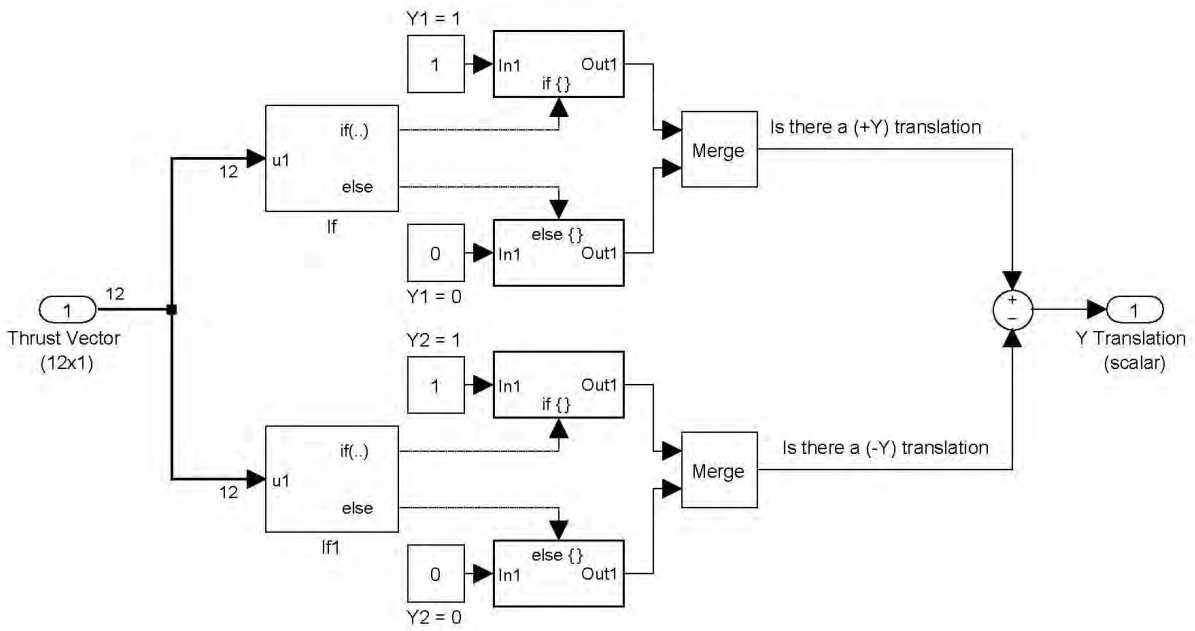 Y1 = 1
1
In1
Out1
if {}
if(..)
u1
12
else
If
else {}
0
In1
Out1
Y1 = 0
Merge
Is there a (+Y) translation
12
1
Thrust Vector
(12x1)
+
−
1
Y Translation
(scalar)
Y2 = 1
1
In1
Out1
if {}
if(..)
u1
12
else
If1
else {}
0
In1
Out1
Y2 = 0
Merge
Is there a (-Y) translation